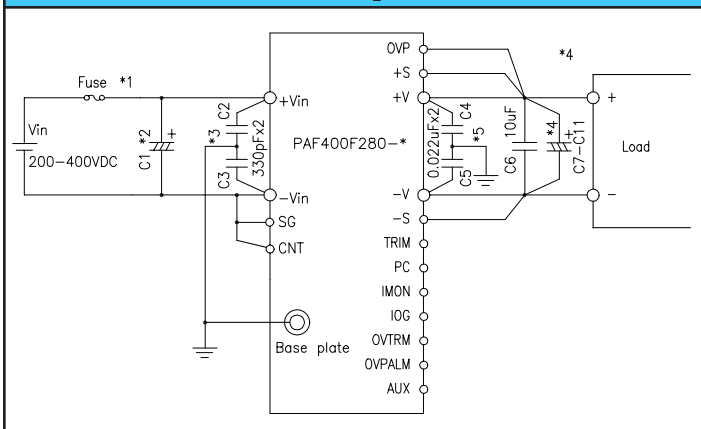 OVP
*4
+S
Fuse *1
+V
+Vin
C2
C4
*3
330pFx2
C3
PAF400F280-*
0.022uFx2
*5
C5
10uF
C6
*4
+
C7-C11
+
Load
-
Vin
200-400VDC
C1 *2
+
-V
-Vin
-S
SG
TRIM
CNT
PC
IMON
IOG
OVTRM
Base plate
OVPALM
AUX